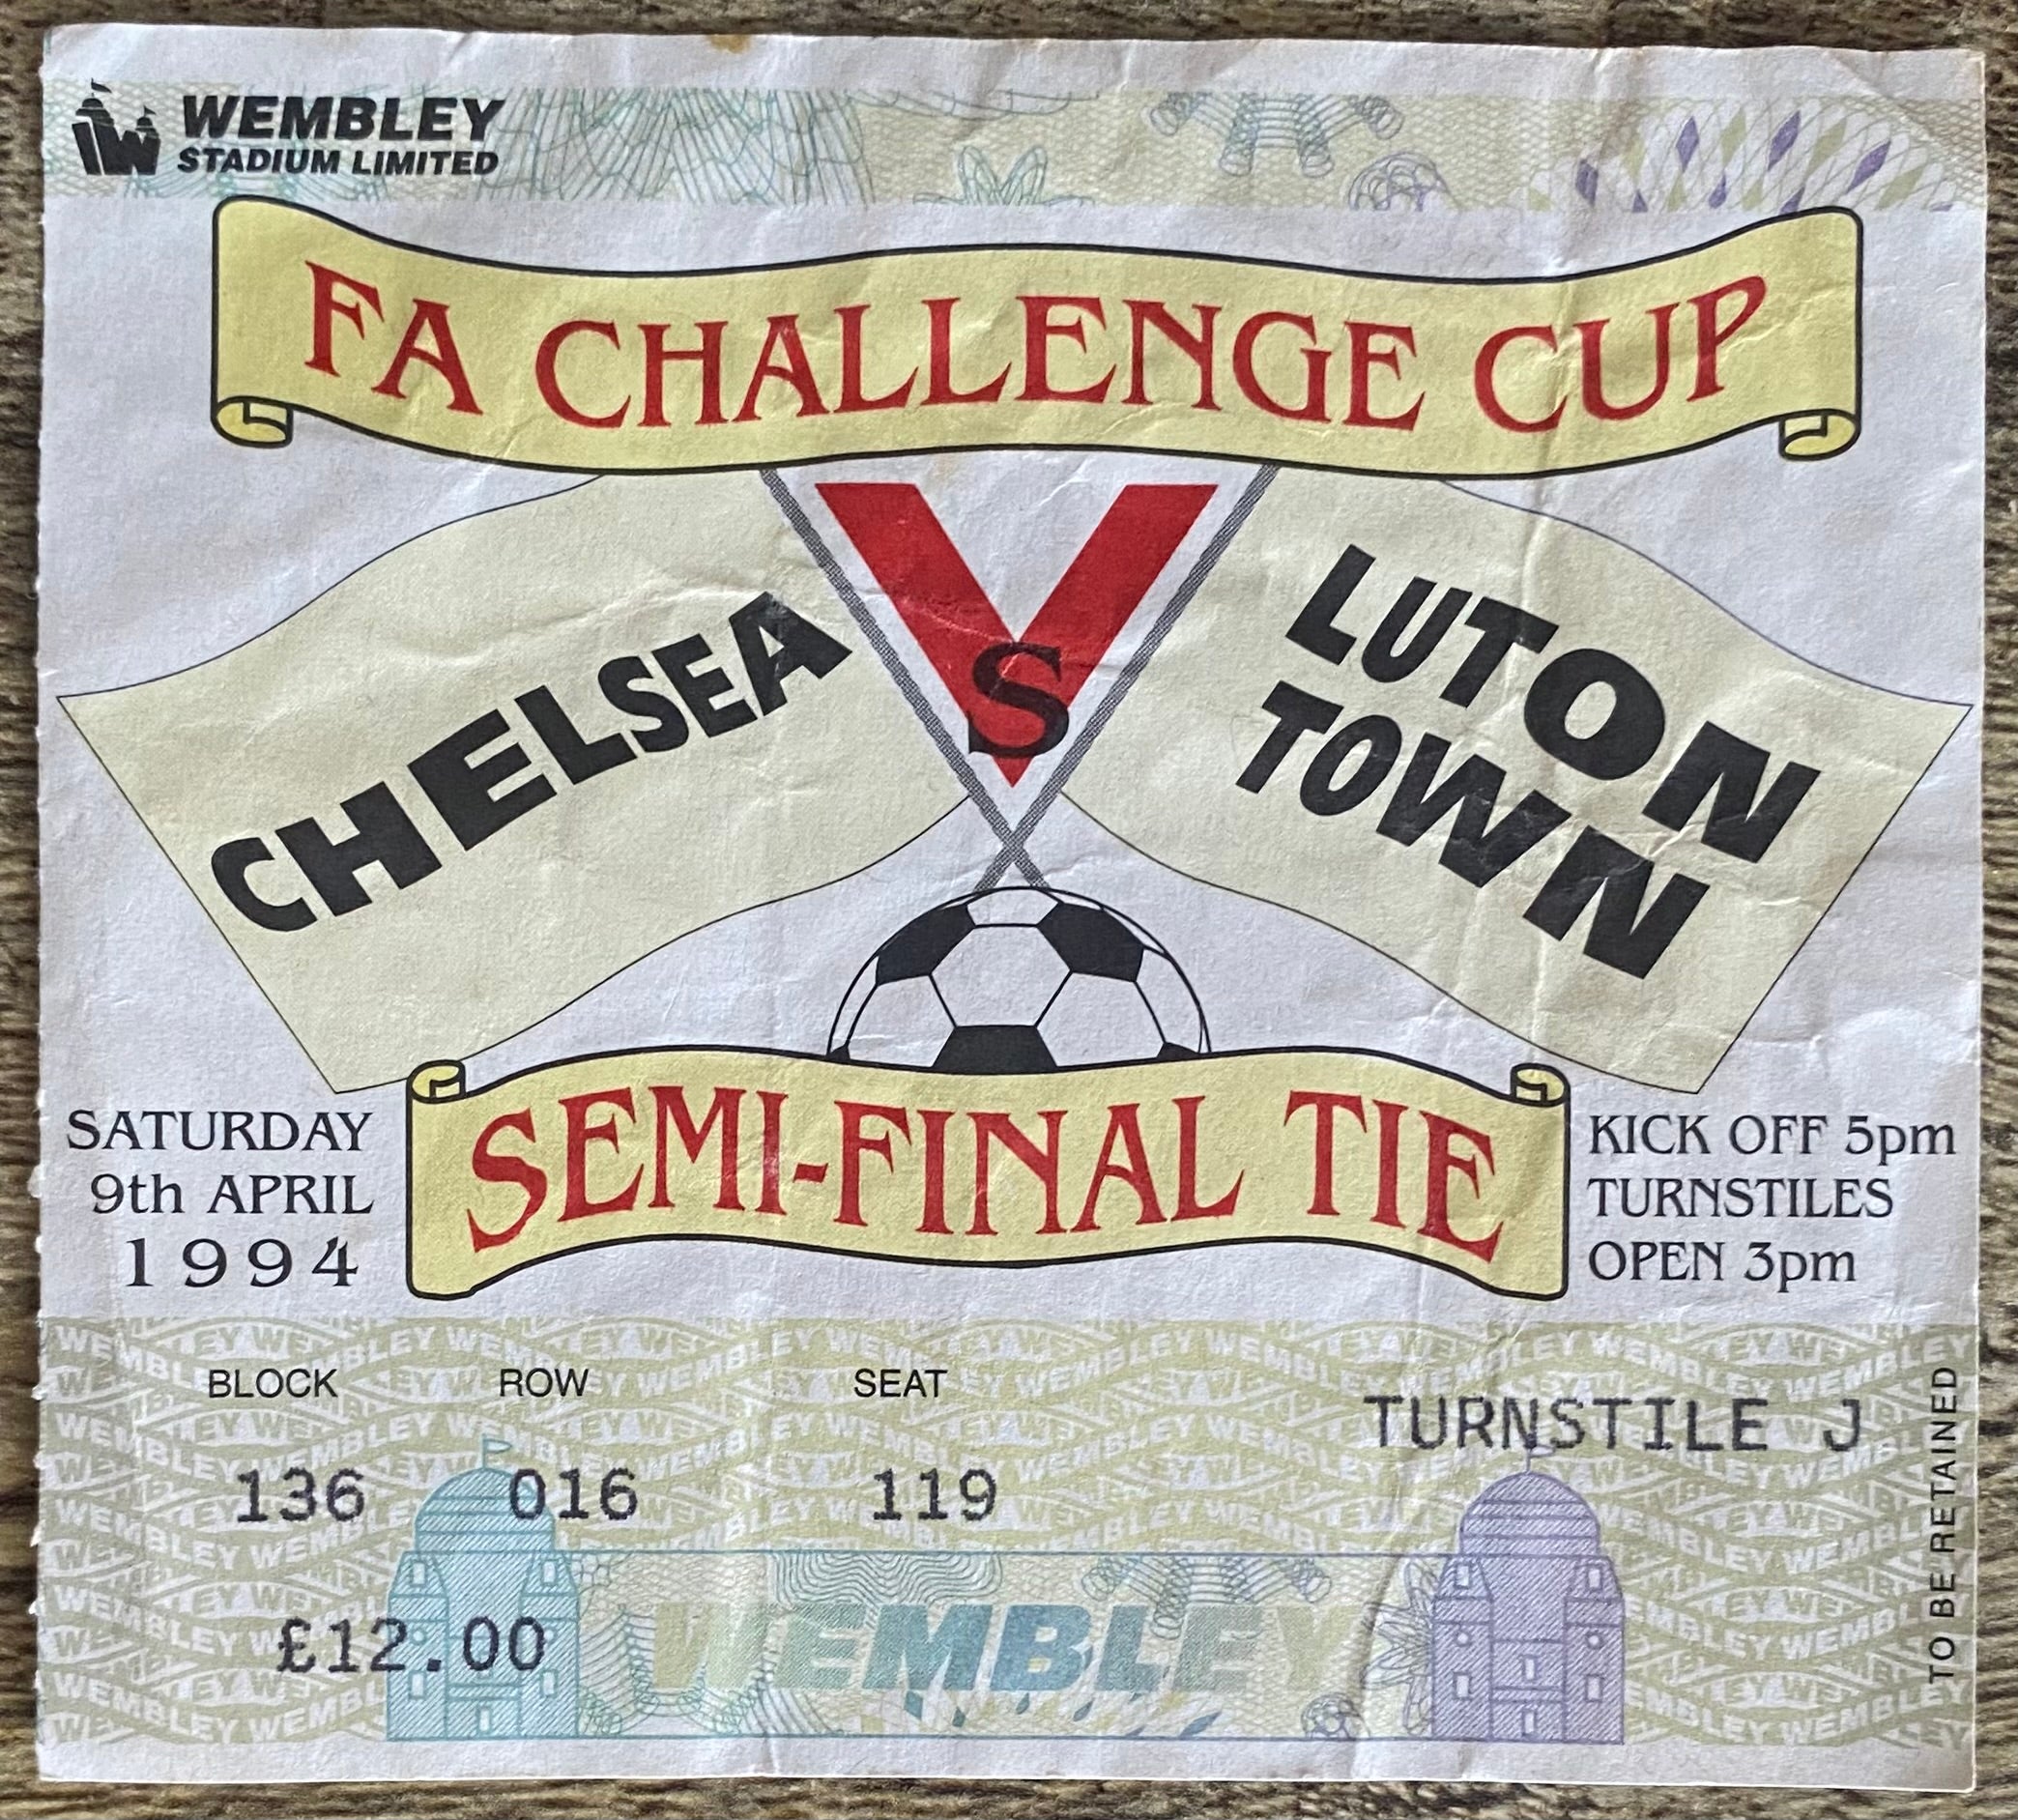 WEMBLEY
STADIUM LIMITED
FA CHALLENGE CUP
CHELSEA
Vs
LUTON
TOWN
SATURDAY
9th APRIL
1994
SEMI-FINAL TIE
KICK OFF 5pm
TURNSTILES
OPEN 3pm
BLOCK ROW SEAT
TURNSTILE J
136 016 119
£12.00
WEMBLEY
TO BE RETAINED